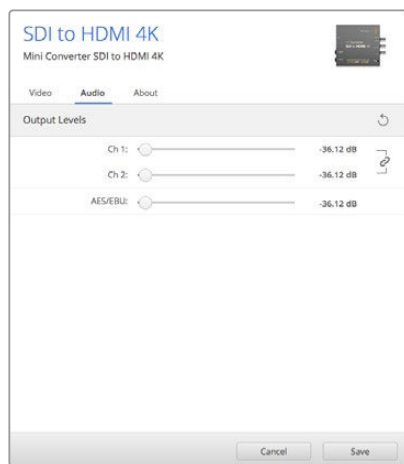 SDI to HDMI 4K
Mini Converter SDI to HDMI 4K
Video Audio About
Output Levels
Ch 1: -36.12 dB
Ch 2: -36.12 dB
AES/EBU: -36.12 dB
Cancel Save